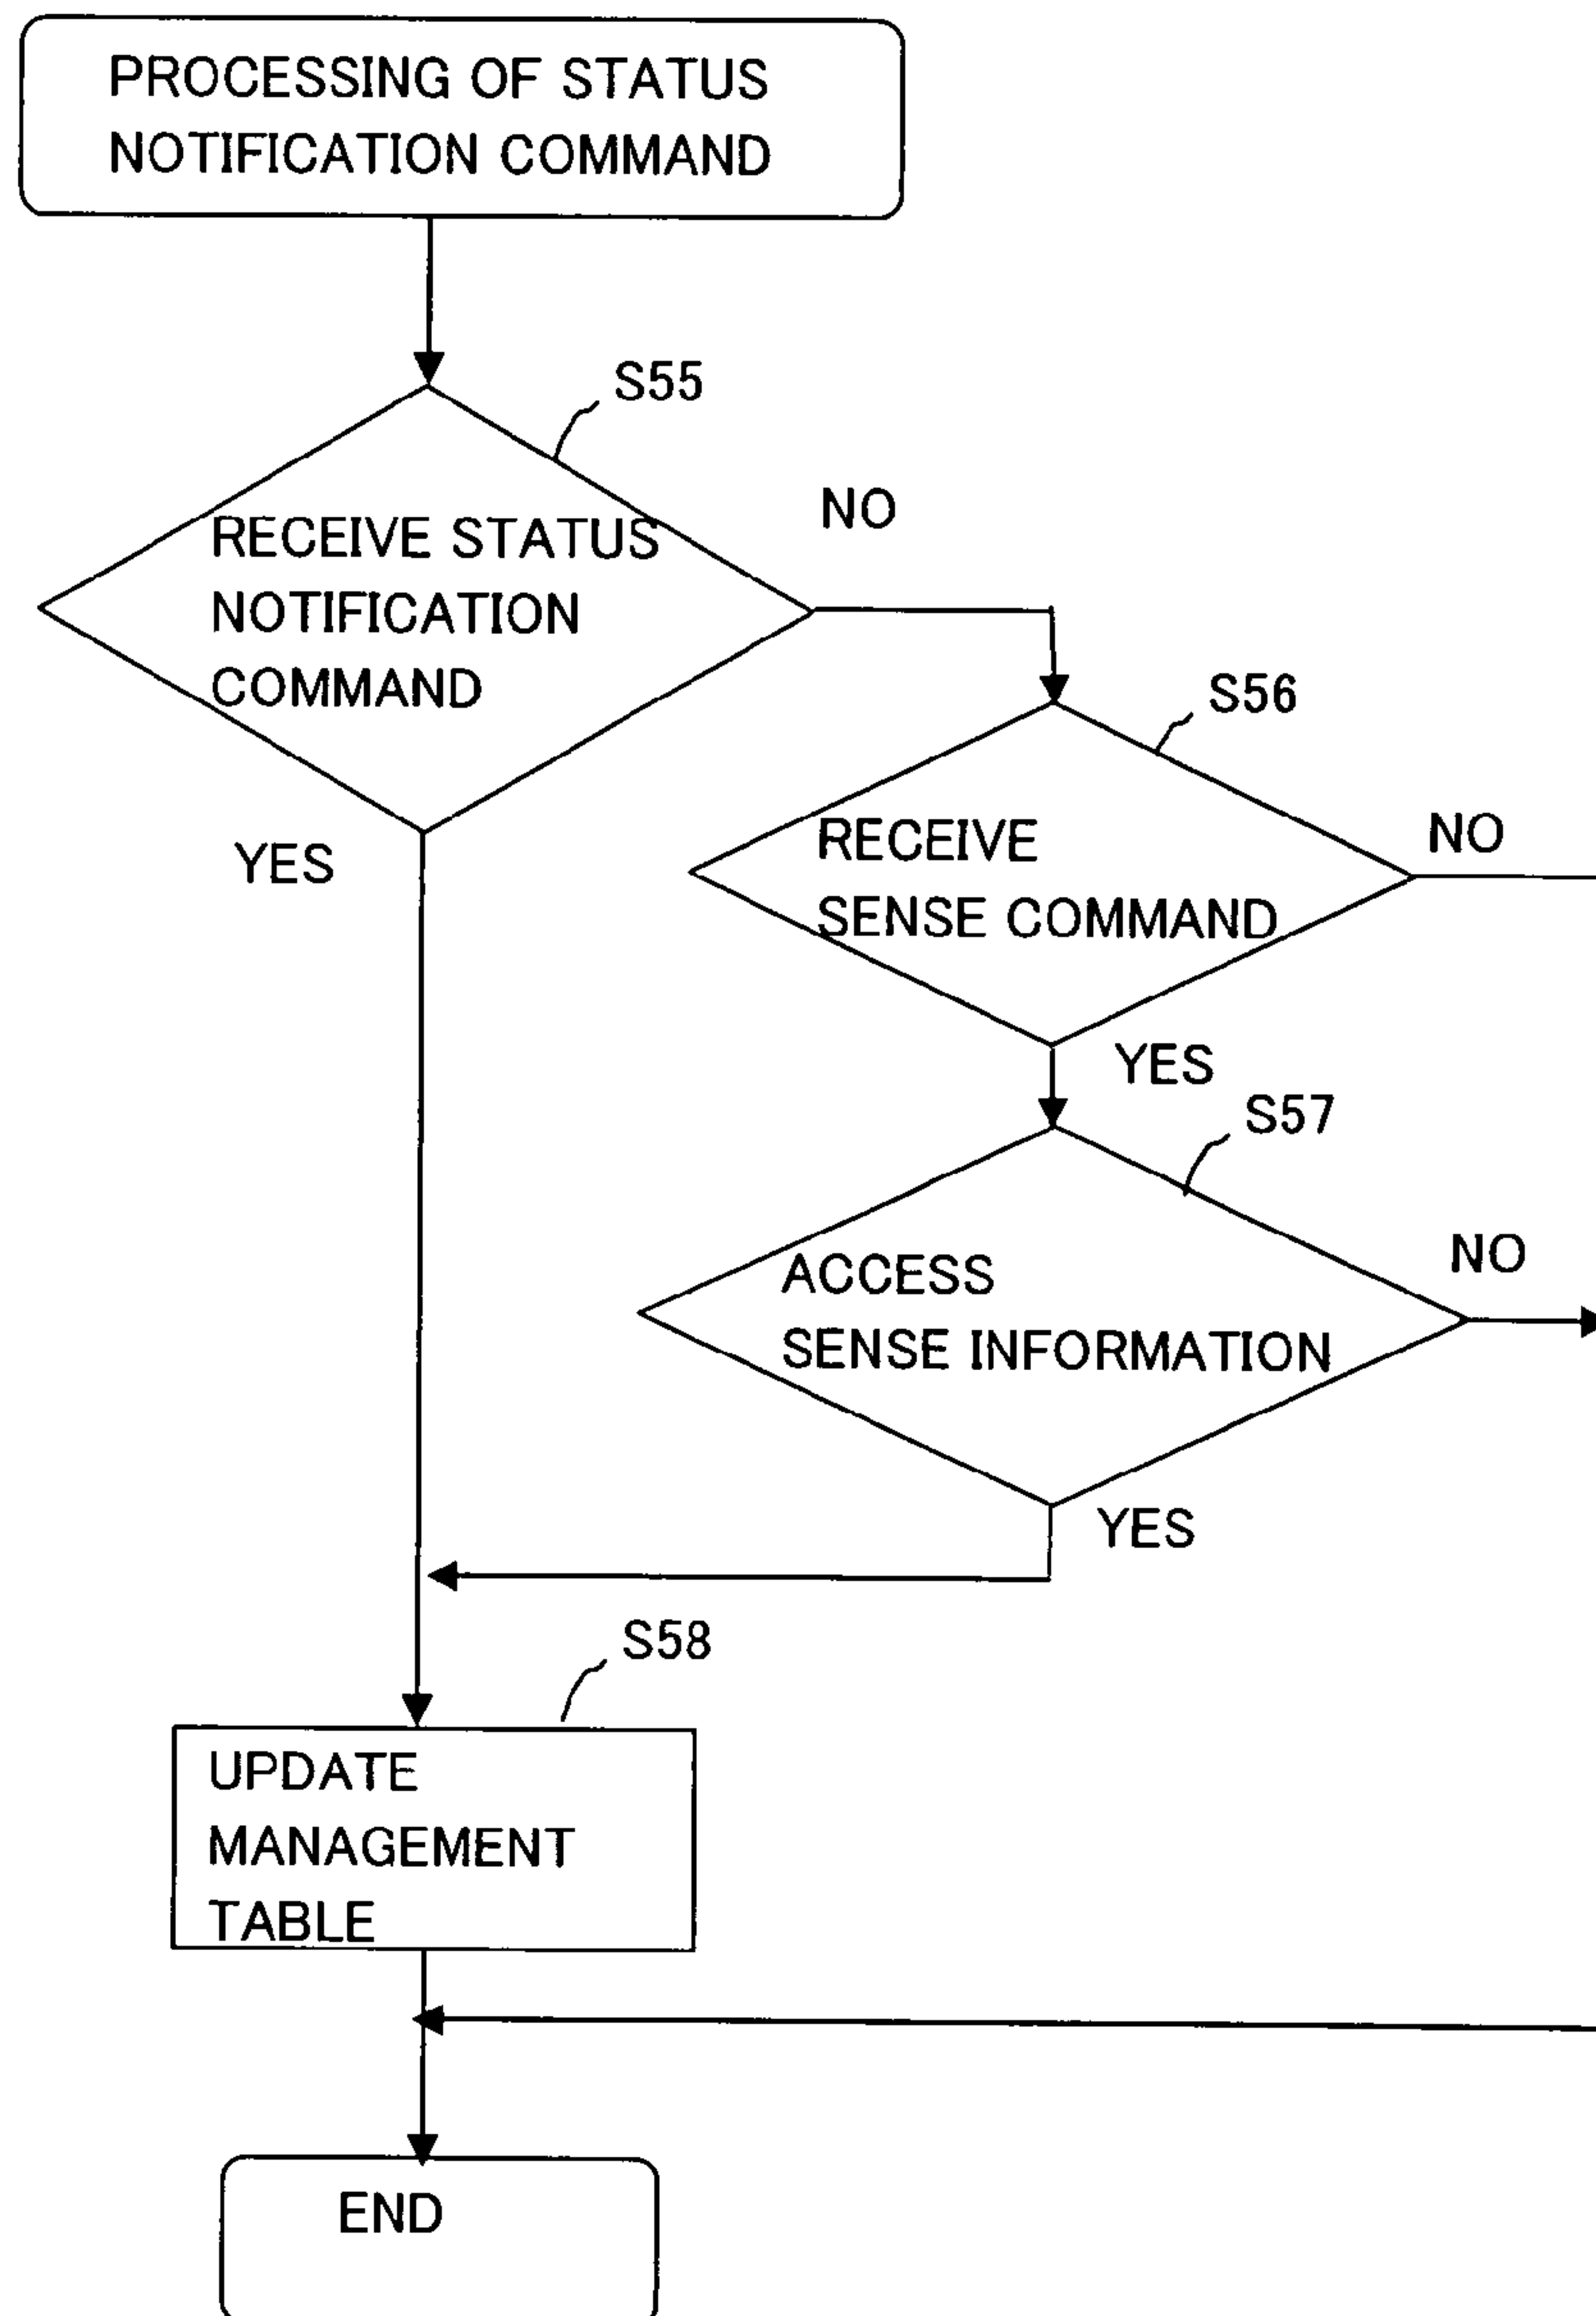 PROCESSING OF STATUS
NOTIFICATION COMMAND
S55
RECEIVE STATUS
NOTIFICATION
COMMAND
NO
YES
S56
RECEIVE
SENSE COMMAND
NO
YES
S57
ACCESS
SENSE INFORMATION
NO
YES
S58
UPDATE
MANAGEMENT
TABLE
END